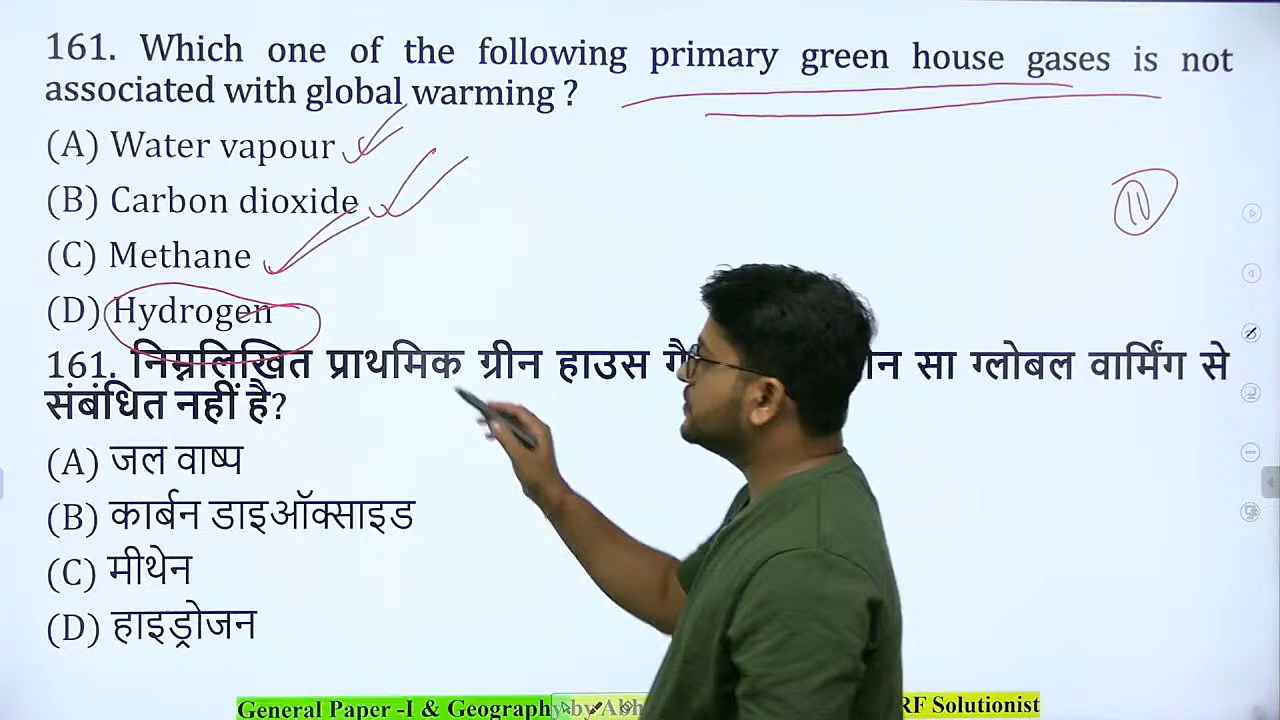 161. Which one of the following primary green house gases is not
associated with global warming ?
(A) Water vapour
(B) Carbon dioxide
(C) Methane
(D) Hydrogen
161. निम्नलिखित प्राथमिक ग्रीन हाउस सा ग्लोबल वार्मिंग से
संबंधित नहीं है?
(A) जल वाष्प
(B) कार्बन डाइऑक्साइड
(C) मीथेन
(D) हाइड्रोजन
General Paper -I & Geography by RF Solutionist